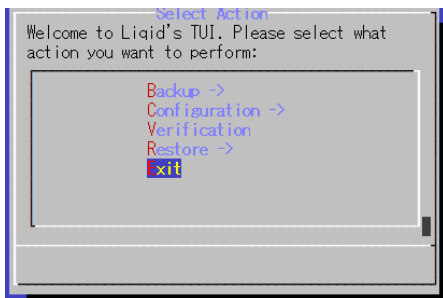 Select Action
Welcome to Liqid's TUI. Please select what
action you want to perform:
Backup ->
Configuration ->
Verification
Restore ->
Exit